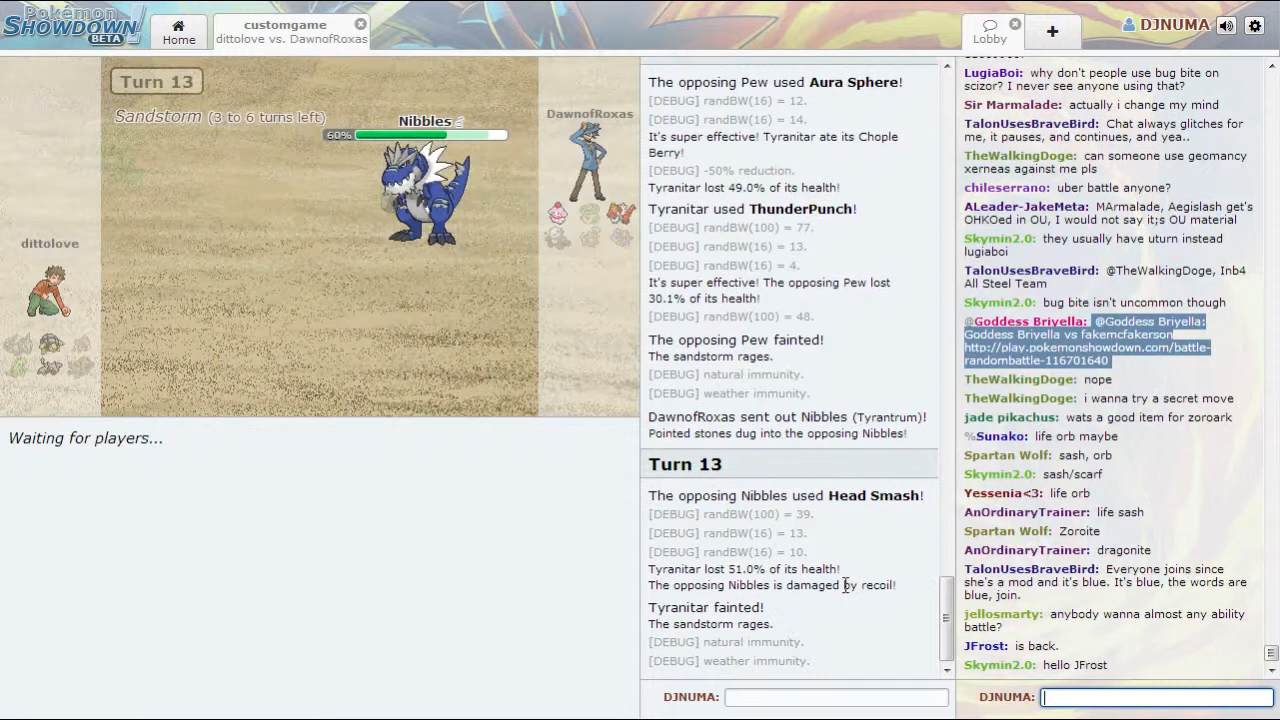 Pokémon
SHOWDOWN!
BETA
Home
customgame
dittolove vs. DawnofRoxas
Lobby
DJNUMA
Turn 13
Sandstorm (3 to 6 turns left)
Nibbles
60%
DawnofRoxas
dittolove
Waiting for players...
The opposing Pew used Aura Sphere!
[DEBUG] randBW(16) = 12.
[DEBUG] randBW(16) = 14.
It's super effective! Tyranitar ate its Chople
Berry!
[DEBUG] -50% reduction.
Tyranitar lost 49.0% of its health!
Tyranitar used ThunderPunch!
[DEBUG] randBW(100) = 77.
[DEBUG] randBW(16) = 13.
[DEBUG] randBW(16) = 4.
It's super effective! The opposing Pew lost
30.1% of its health!
[DEBUG] randBW(100) = 48.
The opposing Pew fainted!
The sandstorm rages.
[DEBUG] natural immunity.
[DEBUG] weather immunity.
DawnofRoxas sent out Nibbles (Tyrantrum)!
Pointed stones dug into the opposing Nibbles!
Turn 13
The opposing Nibbles used Head Smash!
[DEBUG] randBW(100) = 39.
[DEBUG] randBW(16) = 13.
[DEBUG] randBW(16) = 10.
Tyranitar lost 51.0% of its health!
The opposing Nibbles is damaged by recoil!
Tyranitar fainted!
The sandstorm rages.
[DEBUG] natural immunity.
[DEBUG] weather immunity.
DJNUMA:
LugiaBoi: why don't people use bug bite on
scizor? I never see anyone using that?
Sir Marmalade: actually i change my mind
TalonUsesBraveBird: Chat always glitches for
me, it pauses, and continues, and yea..
TheWalkingDoge: can someone use geomancy
xerneas against me pls
chileserrano: uber battle anyone?
ALeader-JakeMeta: MArmalade, Aegislash get's
OHKOed in OU, I would not say it;s OU material
Skymin2.0: they usually have uturn instead
lugiaboi
TalonUsesBraveBird: @TheWalkingDoge, Inb4
All Steel Team
Skymin2.0: bug bite isn't uncommon though
@Goddess Briyella: @Goddess Briyella:
Goddess Briyella vs fakemcfakerson
http://play.pokemonshowdown.com/battle-
randombattle-116701640
TheWalkingDoge: nope
TheWalkingDoge: i wanna try a secret move
jade pikachus: wats a good item for zoroark
%Sunako: life orb maybe
Spartan Wolf: sash, orb
Skymin2.0: sash/scarf
Yessenia<3: life orb
AnOrdinaryTrainer: life sash
Spartan Wolf: Zoroite
AnOrdinaryTrainer: dragonite
TalonUsesBraveBird: Everyone joins since
she's a mod and it's blue. It's blue, the words are
blue, join.
jellosmarty: anybody wanna almost any ability
battle?
JFrost: is back.
Skymin2.0: hello JFrost
DJNUMA: